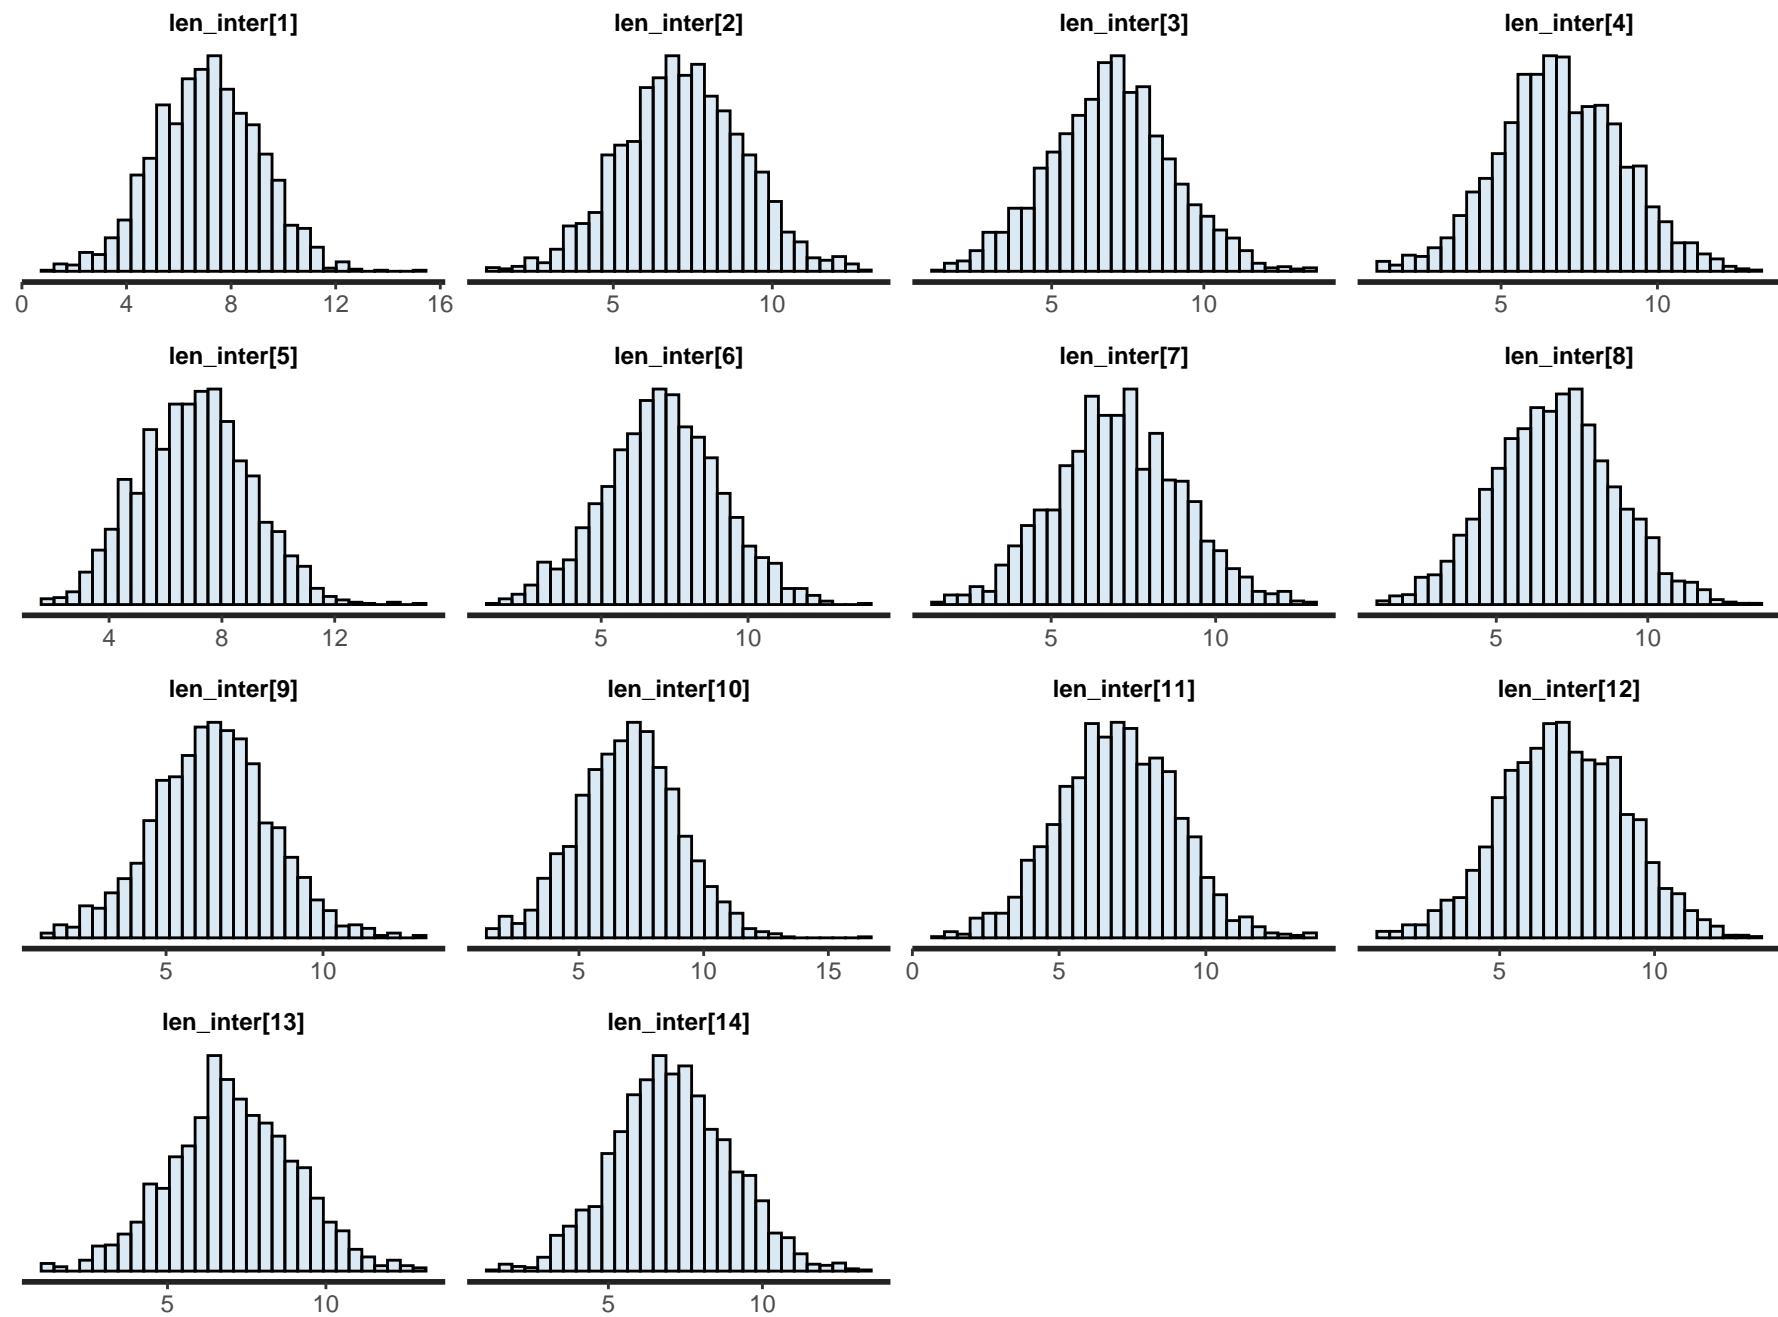 len_inter[1] len_inter[2] len_inter[3] len_inter[4]
0 4 8 12 16 5 10 5 10 5 10
len_inter[5] len_inter[6] len_inter[7] len_inter[8]
4 8 12 5 10 5 10 5 10
len_inter[9] len_inter[10] len_inter[11] len_inter[12]
5 10 5 10 15 0 5 10 5 10
len_inter[13] len_inter[14]
5 10 5 10